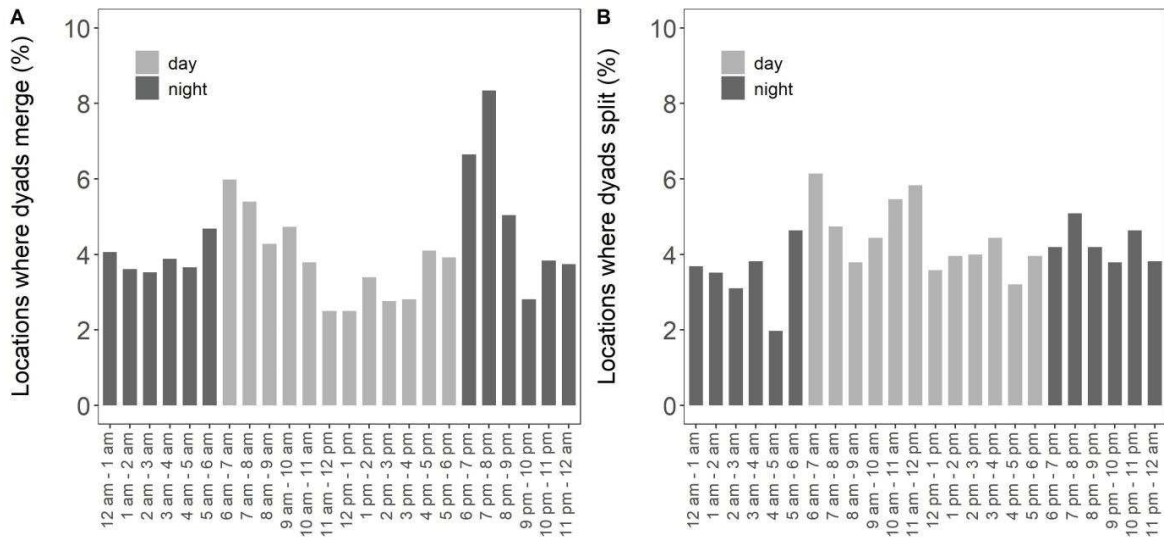 A
Locations where dyads merge (%)
10
8
6
4
2
0
day
night
12 am - 1 am
1 am - 2 am
2 am - 3 am
3 am - 4 am
4 am - 5 am
5 am - 6 am
6 am - 7 am
7 am - 8 am
8 am - 9 am
9 am - 10 am
10 am - 11 am
11 am - 12 pm
12 pm - 1 pm
1 pm - 2 pm
2 pm - 3 pm
3 pm - 4 pm
4 pm - 5 pm
5 pm - 6 pm
6 pm - 7 pm
7 pm - 8 pm
8 pm - 9 pm
9 pm - 10 pm
10 pm - 11 pm
11 pm - 12 am
B
Locations where dyads split (%)
10
8
6
4
2
0
day
night
12 am - 1 am
1 am - 2 am
2 am - 3 am
3 am - 4 am
4 am - 5 am
5 am - 6 am
6 am - 7 am
7 am - 8 am
8 am - 9 am
9 am - 10 am
10 am - 11 am
11 am - 12 pm
12 pm - 1 pm
1 pm - 2 pm
2 pm - 3 pm
3 pm - 4 pm
4 pm - 5 pm
5 pm - 6 pm
6 pm - 7 pm
7 pm - 8 pm
8 pm - 9 pm
9 pm - 10 pm
10 pm - 11 pm
11 pm - 12 am